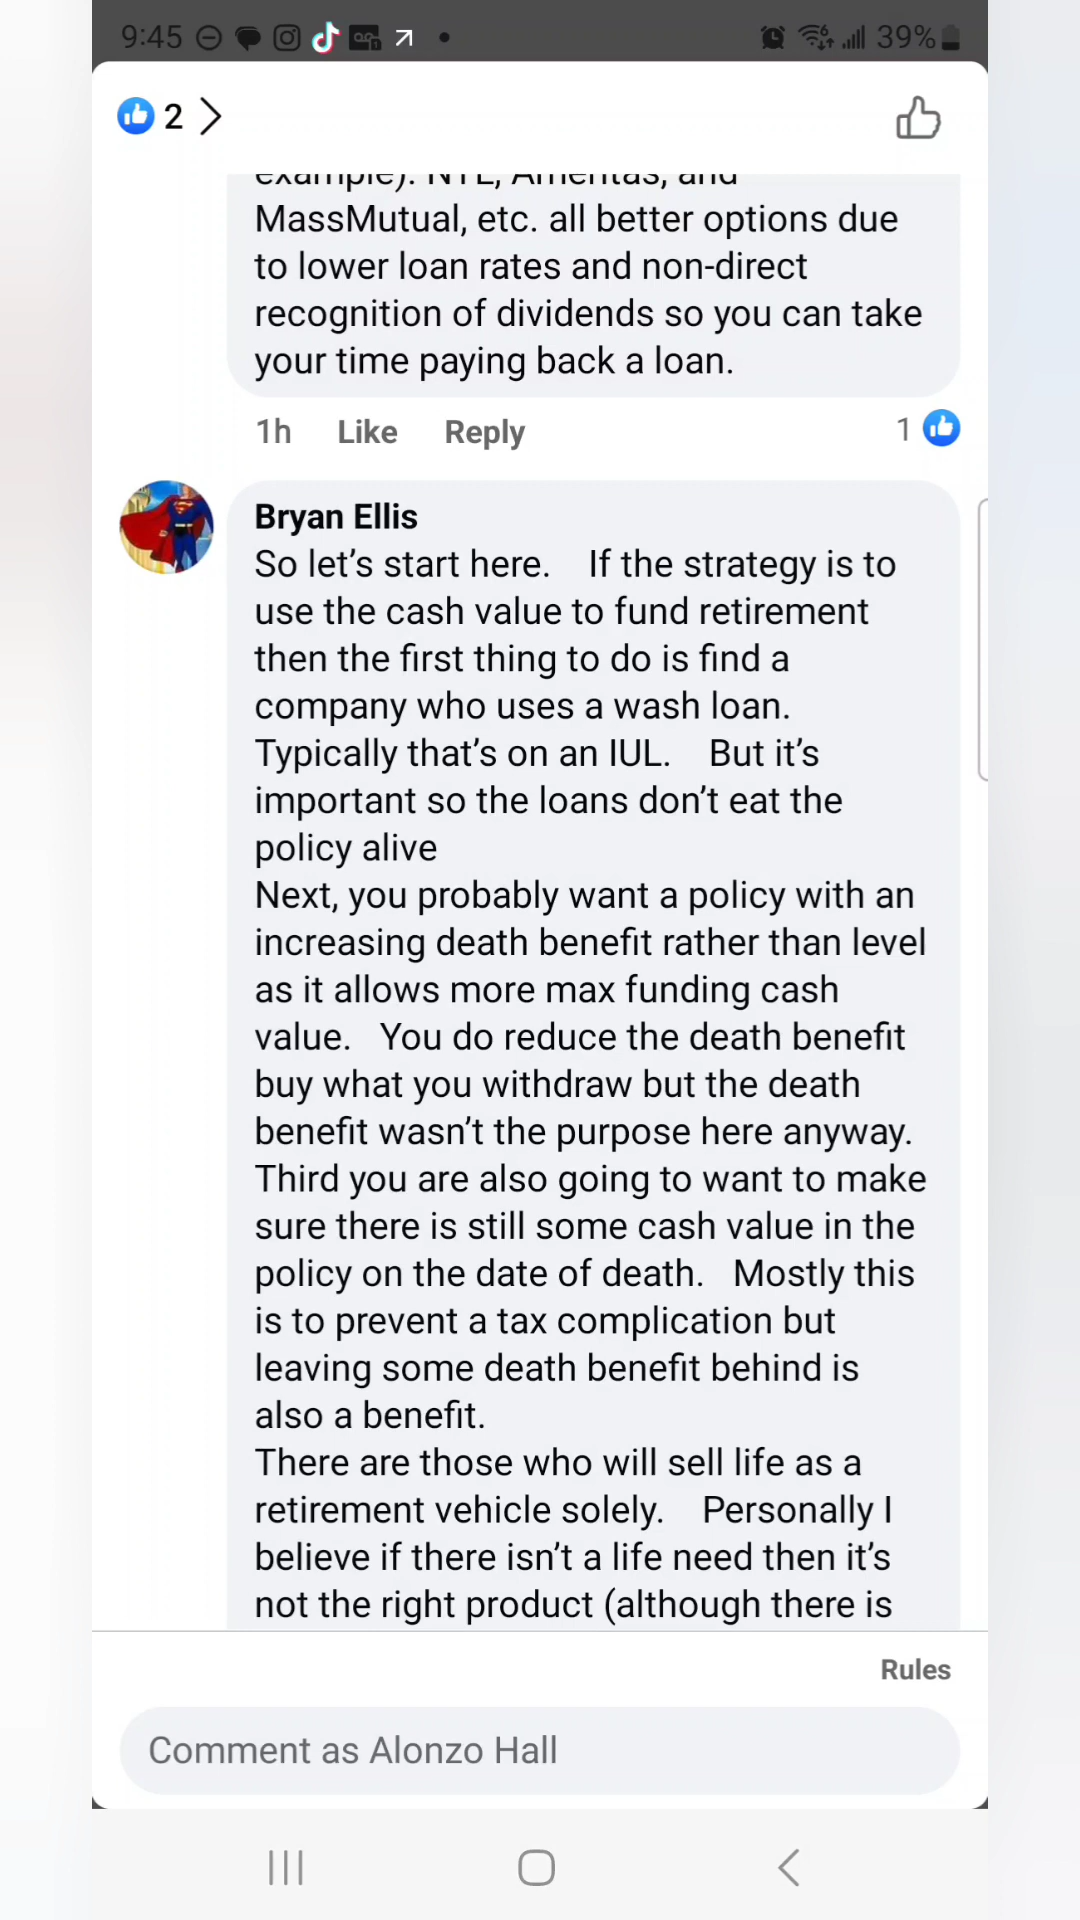 9:45
39%
2
example). NYL, Ameritas, and
MassMutual, etc. all better options due
to lower loan rates and non-direct
recognition of dividends so you can take
your time paying back a loan.
1h Like Reply 1
Bryan Ellis
So let's start here. If the strategy is to
use the cash value to fund retirement
then the first thing to do is find a
company who uses a wash loan.
Typically that's on an IUL. But it's
important so the loans don't eat the
policy alive
Next, you probably want a policy with an
increasing death benefit rather than level
as it allows more max funding cash
value. You do reduce the death benefit
buy what you withdraw but the death
benefit wasn't the purpose here anyway.
Third you are also going to want to make
sure there is still some cash value in the
policy on the date of death. Mostly this
is to prevent a tax complication but
leaving some death benefit behind is
also a benefit.
There are those who will sell life as a
retirement vehicle solely. Personally I
believe if there isn't a life need then it's
not the right product (although there is
Rules
Comment as Alonzo Hall